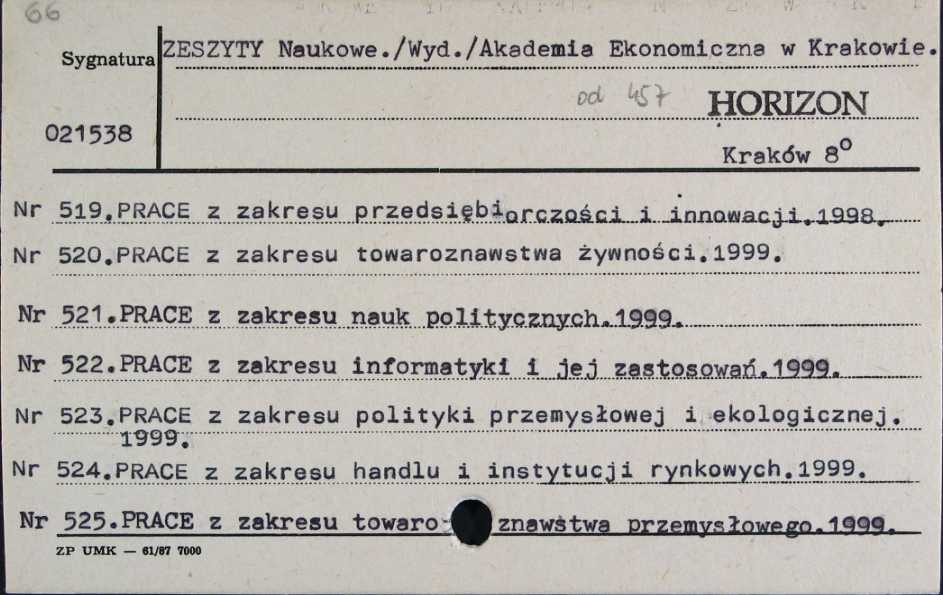 66
ZESZYTY Naukowe./Wyd./Akademia Ekonomiczna w Krakowie.
Sygnatura
od 457 HORIZON
021538
Kraków 8º
Nr 519.PRACE z zakresu przedsiębiorczości i innowacji.1998.
Nr 520.PRACE z zakresu towaroznawstwa żywności.1999.
Nr 521.PRACE z zakresu nauk politycznych.1999.
Nr 522.PRACE z zakresu informatyki i jej zastosowań.1999.
Nr 523.PRACE z zakresu polityki przemysłowej i ekologicznej.
1999.
Nr 524.PRACE z zakresu handlu i instytucji rynkowych.1999.
Nr 525.PRACE z zakresu towaro- znawstwa przemysłowego.1999.
ZP UMK — 61/87 7000